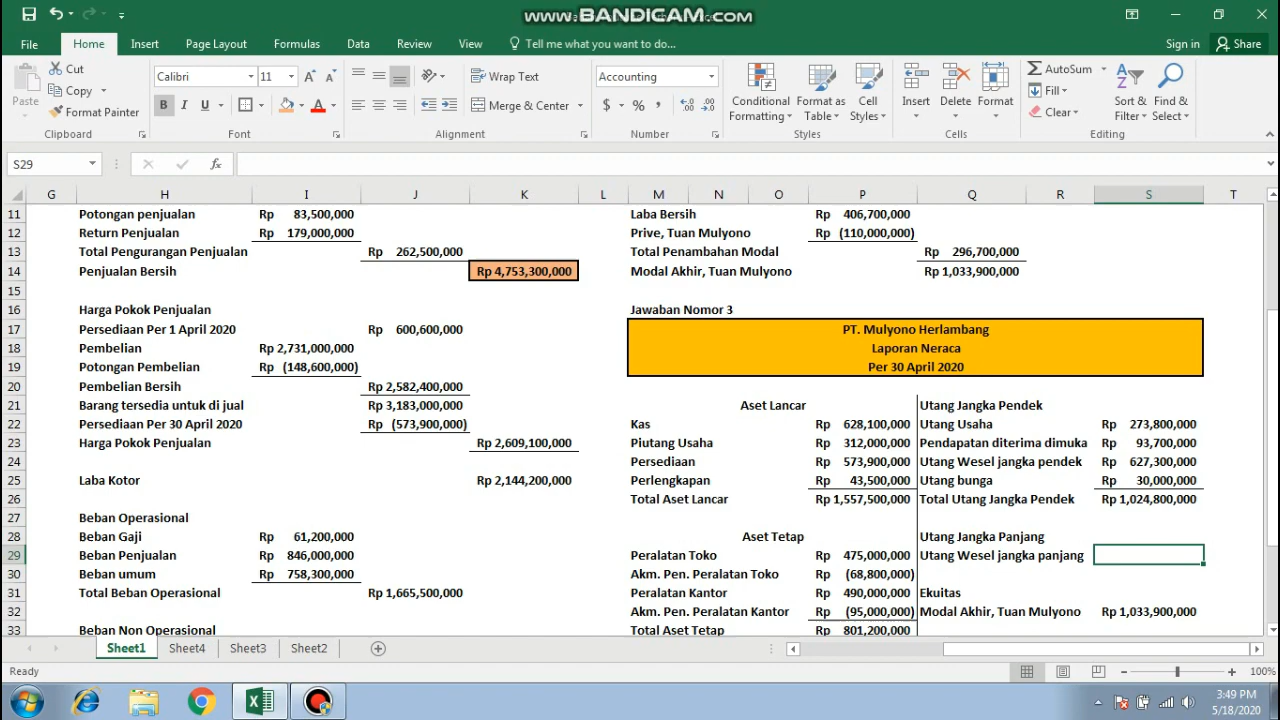 www.BANDICAM.com
File Home Insert Page Layout Formulas Data Review View Tell me what you want to do... Sign in Share
Paste Cut Copy Format Painter Clipboard
Calibri 11 B I U Font
Wrap Text Merge & Center Alignment
Accounting $ % Number
Conditional Formatting Format as Table Cell Styles Styles
Insert Delete Format Cells
AutoSum Fill Clear Sort & Filter Find & Select Editing
S29 fx
G H I J K L M N O P Q R S T
11 Potongan penjualan Rp 83,500,000 Laba Bersih Rp 406,700,000
12 Return Penjualan Rp 179,000,000 Prive, Tuan Mulyono Rp (110,000,000)
13 Total Pengurangan Penjualan Rp 262,500,000 Total Penambahan Modal Rp 296,700,000
14 Penjualan Bersih Rp 4,753,300,000 Modal Akhir, Tuan Mulyono Rp 1,033,900,000
15
16 Harga Pokok Penjualan Jawaban Nomor 3
17 Persediaan Per 1 April 2020 Rp 600,600,000 PT. Mulyono Herlambang
18 Pembelian Rp 2,731,000,000 Laporan Neraca
19 Potongan Pembelian Rp (148,600,000) Per 30 April 2020
20 Pembelian Bersih Rp 2,582,400,000
21 Barang tersedia untuk di jual Rp 3,183,000,000 Aset Lancar Utang Jangka Pendek
22 Persediaan Per 30 April 2020 Rp (573,900,000) Kas Rp 628,100,000 Utang Usaha Rp 273,800,000
23 Harga Pokok Penjualan Rp 2,609,100,000 Piutang Usaha Rp 312,000,000 Pendapatan diterima dimuka Rp 93,700,000
24 Persediaan Rp 573,900,000 Utang Wesel jangka pendek Rp 627,300,000
25 Laba Kotor Rp 2,144,200,000 Perlengkapan Rp 43,500,000 Utang bunga Rp 30,000,000
26 Total Aset Lancar Rp 1,557,500,000 Total Utang Jangka Pendek Rp 1,024,800,000
27 Beban Operasional
28 Beban Gaji Rp 61,200,000 Aset Tetap Utang Jangka Panjang
29 Beban Penjualan Rp 846,000,000 Peralatan Toko Rp 475,000,000 Utang Wesel jangka panjang
30 Beban umum Rp 758,300,000 Akm. Pen. Peralatan Toko Rp (68,800,000)
31 Total Beban Operasional Rp 1,665,500,000 Peralatan Kantor Rp 490,000,000 Ekuitas
32 Akm. Pen. Peralatan Kantor Rp (95,000,000) Modal Akhir, Tuan Mulyono Rp 1,033,900,000
33 Beban Non Operasional Total Aset Tetap Rp 801,200,000
Sheet1 Sheet4 Sheet3 Sheet2
Ready 100%
3:49 PM
5/18/2020